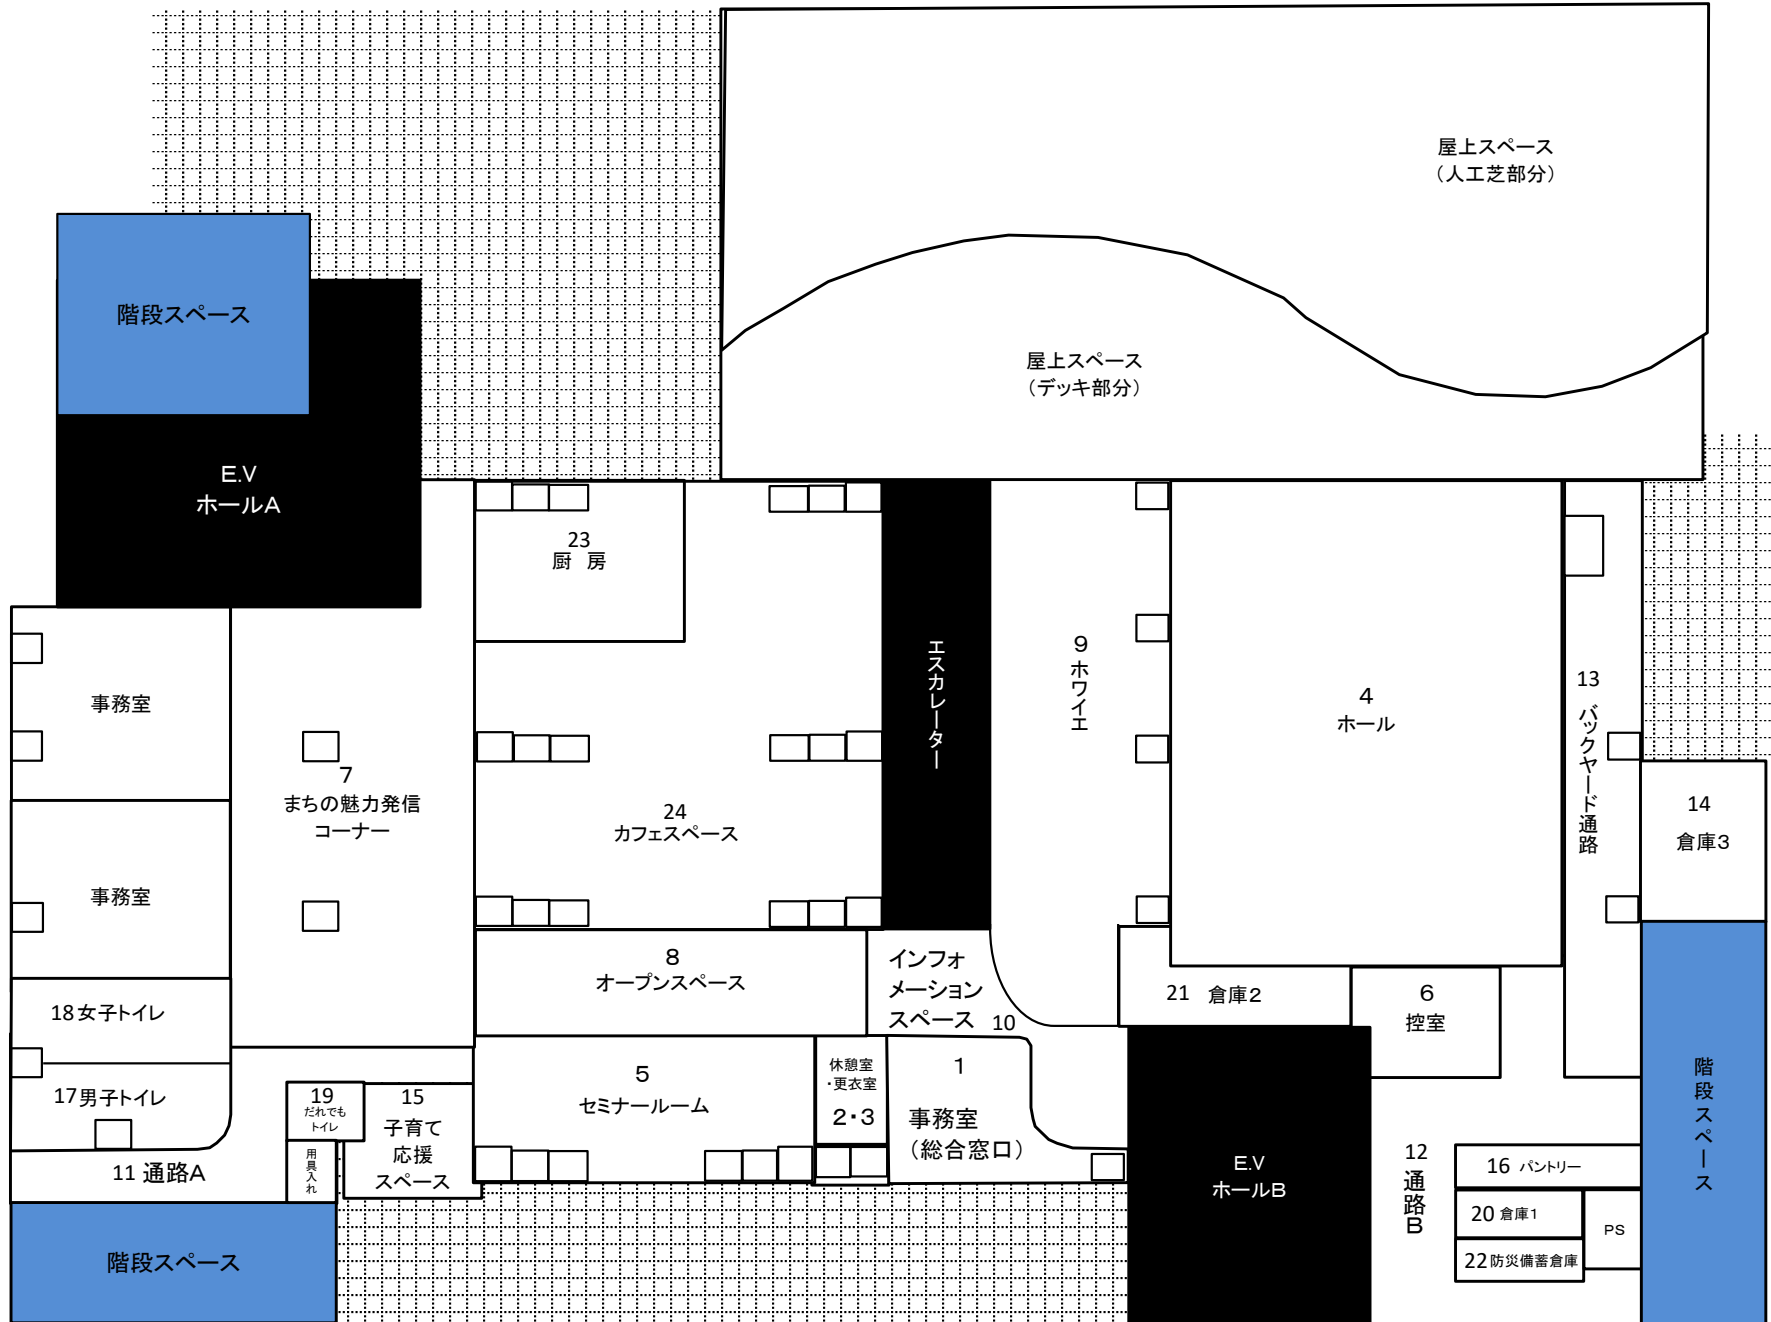 屋上スペース
（人工芝部分）
階段スペース
屋上スペース
（デッキ部分）
E.V
ホールA
23
厨 房
エスカレーター
9 ホワイエ
4
ホール
13 バックヤード通路
事務室
7
まちの魅力発信
コーナー
24
カフェスペース
14
倉庫3
事務室
8
オープンスペース
インフォ
メーション
スペース 10
21 倉庫2
6
控室
18 女子トイレ
17 男子トイレ
19
だれでも
トイレ
15
子育て
応援
スペース
5
セミナールーム
休憩室
・更衣室
2・3
1
事務室
（総合窓口）
階段スペース
11 通路A
用具入れ
E.V
ホールB
12 通路B
16 パントリー
20 倉庫1
PS
22 防災備蓄倉庫
階段スペース